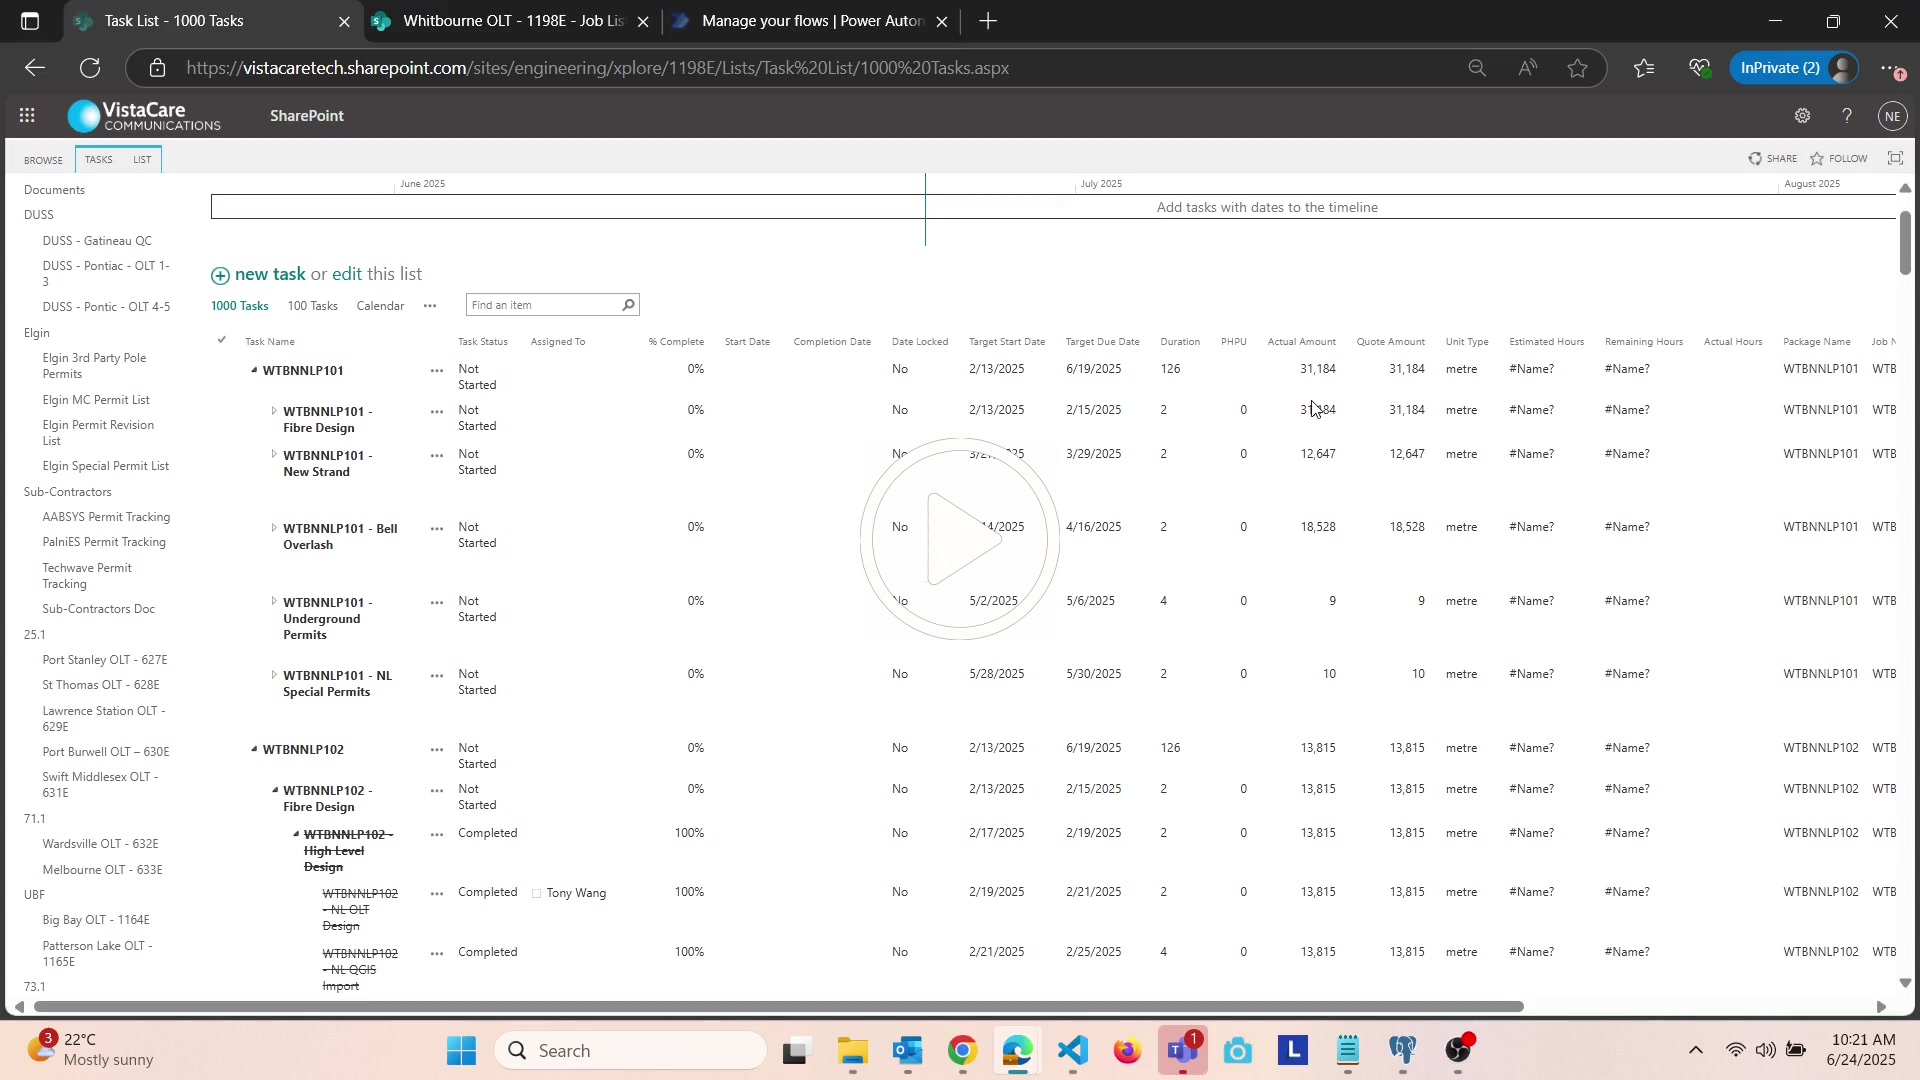 Task List - 1000 Tasks
Whitbourne OLT - 1198E - Job Lis
Manage your flows | Power Autom
https://vistacaretech.sharepoint.com/sites/engineering/xplore/1198E/Lists/Task%20List/1000%20Tasks.aspx
InPrivate (2)
VistaCare
COMMUNICATIONS
SharePoint
NE
BROWSE TASKS LIST
SHARE FOLLOW
Documents
DUSS
DUSS - Gatineau QC
DUSS - Pontiac - OLT 1-
3
DUSS - Pontic - OLT 4-5
Elgin
Elgin 3rd Party Pole
Permits
Elgin MC Permit List
Elgin Permit Revision
List
Elgin Special Permit List
Sub-Contractors
AABSYS Permit Tracking
PalniES Permit Tracking
Techwave Permit
Tracking
Sub-Contractors Doc
25.1
Port Stanley OLT - 627E
St Thomas OLT - 628E
Lawrence Station OLT -
629E
Port Burwell OLT – 630E
Swift Middlesex OLT -
631E
71.1
Wardsville OLT - 632E
Melbourne OLT - 633E
UBF
Big Bay OLT - 1164E
Patterson Lake OLT -
1165E
73.1
June 2025 July 2025 August 2025
Add tasks with dates to the timeline
new task or edit this list
1000 Tasks 100 Tasks Calendar ••• Find an item
Task Name Task Status Assigned To % Complete Start Date Completion Date Date Locked Target Start Date Target Due Date Duration PHPU Actual Amount Quote Amount Unit Type Estimated Hours Remaining Hours Actual Hours Package Name Job N
WTBNNLP101 ••• Not 0% No 2/13/2025 6/19/2025 126 31,184 31,184 metre #Name? #Name? WTBNNLP101 WTB
Started
WTBNNLP101 - ••• Not 0% No 2/13/2025 2/15/2025 2 0 31,184 31,184 metre #Name? #Name? WTBNNLP101 WTB
Fibre Design Started
WTBNNLP101 - ••• Not 0% No 3/29/2025 2 0 12,647 12,647 metre #Name? #Name? WTBNNLP101 WTB
New Strand Started
WTBNNLP101 - Bell ••• Not 0% No 4/16/2025 2 0 18,528 18,528 metre #Name? #Name? WTBNNLP101 WTB
Overlash Started
WTBNNLP101 - ••• Not 0% No 5/2/2025 5/6/2025 4 0 9 9 metre #Name? #Name? WTBNNLP101 WTB
Underground Started
Permits
WTBNNLP101 - NL ••• Not 0% No 5/28/2025 5/30/2025 2 0 10 10 metre #Name? #Name? WTBNNLP101 WTB
Special Permits Started
WTBNNLP102 ••• Not 0% No 2/13/2025 6/19/2025 126 13,815 13,815 metre #Name? #Name? WTBNNLP102 WTB
Started
WTBNNLP102 - ••• Not 0% No 2/13/2025 2/15/2025 2 0 13,815 13,815 metre #Name? #Name? WTBNNLP102 WTB
Fibre Design Started
WTBNNLP102 - ••• Completed 100% No 2/17/2025 2/19/2025 2 0 13,815 13,815 metre #Name? #Name? WTBNNLP102 WTB
High Level
Design
WTBNNLP102 ••• Completed Tony Wang 100% No 2/19/2025 2/21/2025 2 0 13,815 13,815 metre #Name? #Name? WTBNNLP102 WTB
- NL OLT
Design
WTBNNLP102 ••• Completed 100% No 2/21/2025 2/25/2025 4 0 13,815 13,815 metre #Name? #Name? WTBNNLP102 WTB
- NL QGIS
Import
3
22°C
Mostly sunny
Search
L
1
10:21 AM
6/24/2025